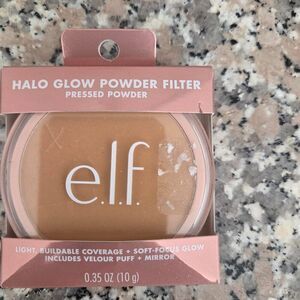 HALO GLOW POWDER FILTER
PRESSED POWDER
e.l.f.
LIGHT, BUILDABLE COVERAGE + SOFT-FOCUS GLOW
INCLUDES VELOUR PUFF + MIRROR
0.35 OZ (10 g)